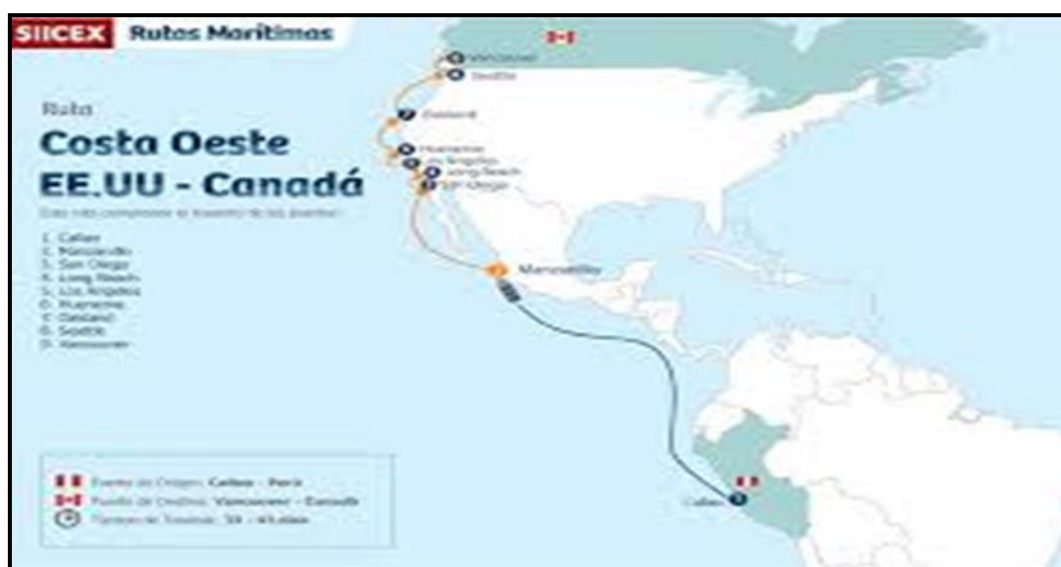 SIICEX Rutas Marítimas
Ruta
Costa Oeste
EE.UU - Canadá
1. Callao
2. Manzanillo
3. San Diego
4. Long Beach
5. Los Angeles
6. Hueneme
7. Oakland
8. Seattle
9. Vancouver
Vancouver
Seattle
Oakland
Hueneme
Los Angeles
Long Beach
San Diego
Manzanillo
Callao
Puerto de Origen: Callao - Perú
Puerto de Destino: Vancouver - Canadá